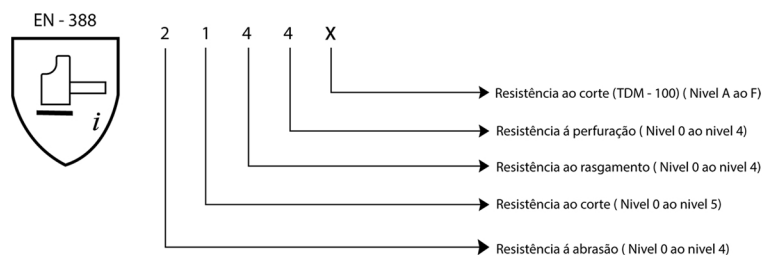 EN - 388
2 1 4 4 X
i
Resistência ao corte (TDM - 100) ( Nivel A ao F)
Resistência á perfuração ( Nivel 0 ao nivel 4)
Resistência ao rasgamento ( Nivel 0 ao nivel 4)
Resistência ao corte ( Nivel 0 ao nivel 5)
Resistência á abrasão ( Nivel 0 ao nivel 4)